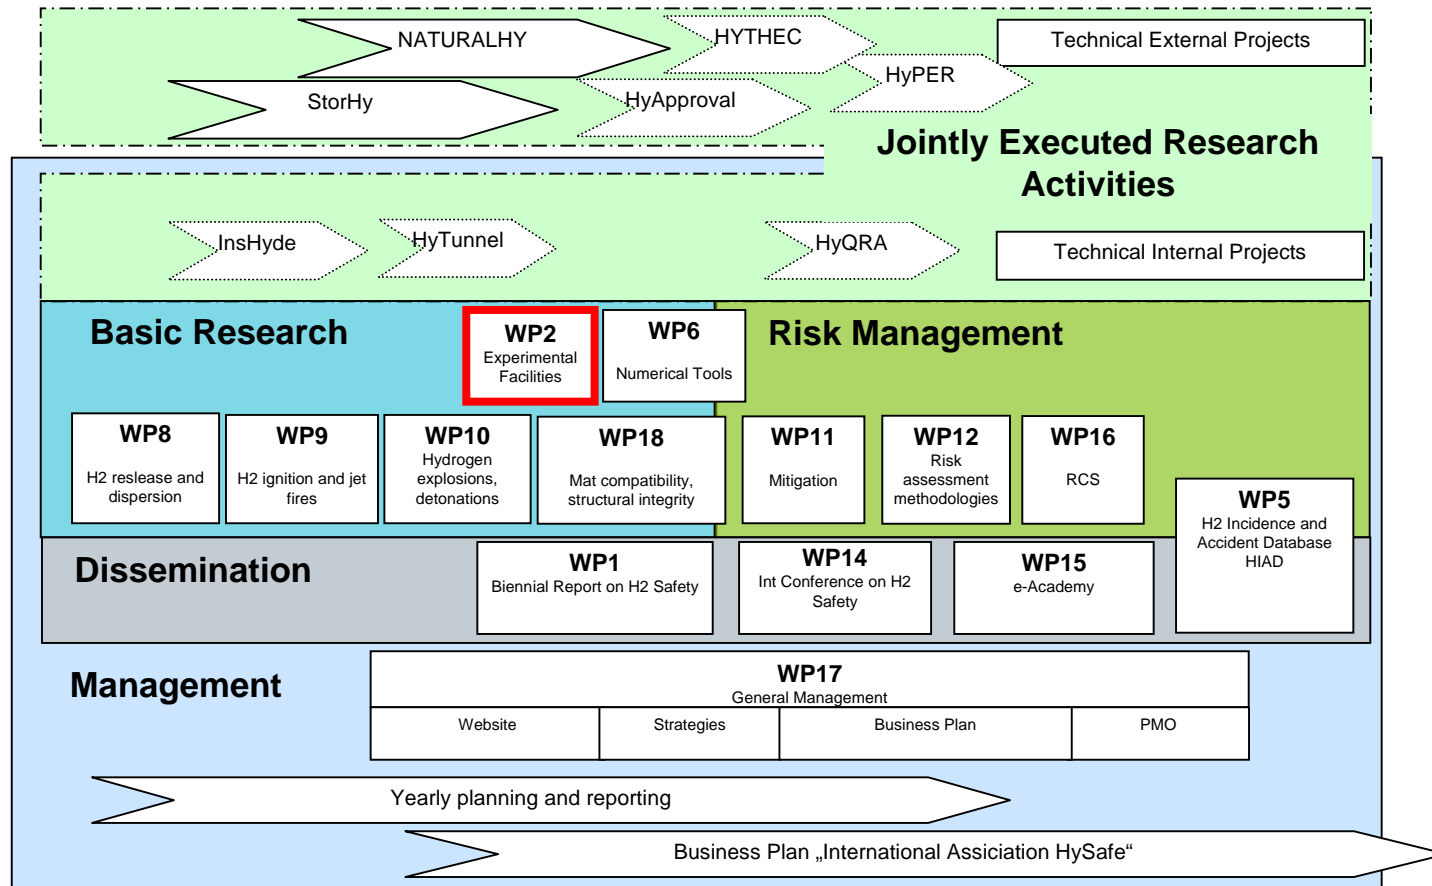 NATURALHY
HYTHEC
Technical External Projects
HyPER
StorHy
HyApproval
Jointly Executed Research
Activities
InsHyde
HyTunnel
HyQRA
Technical Internal Projects
Basic Research
WP2
Experimental
Facilities
WP6
Numerical Tools
Risk Management
WP8
H2 reslease and
dispersion
WP9
H2 ignition and jet
fires
WP10
Hydrogen
explosions,
detonations
WP18
Mat compatibility,
structural integrity
WP11
Mitigation
WP12
Risk
assessment
methodologies
WP16
RCS
WP5
H2 Incidence and
Accident Database
HIAD
Dissemination
WP1
Biennial Report on H2 Safety
WP14
Int Conference on H2
Safety
WP15
e-Academy
Management
WP17
General Management
Website
Strategies
Business Plan
PMO
Yearly planning and reporting
Business Plan „International Assiciation HySafe“